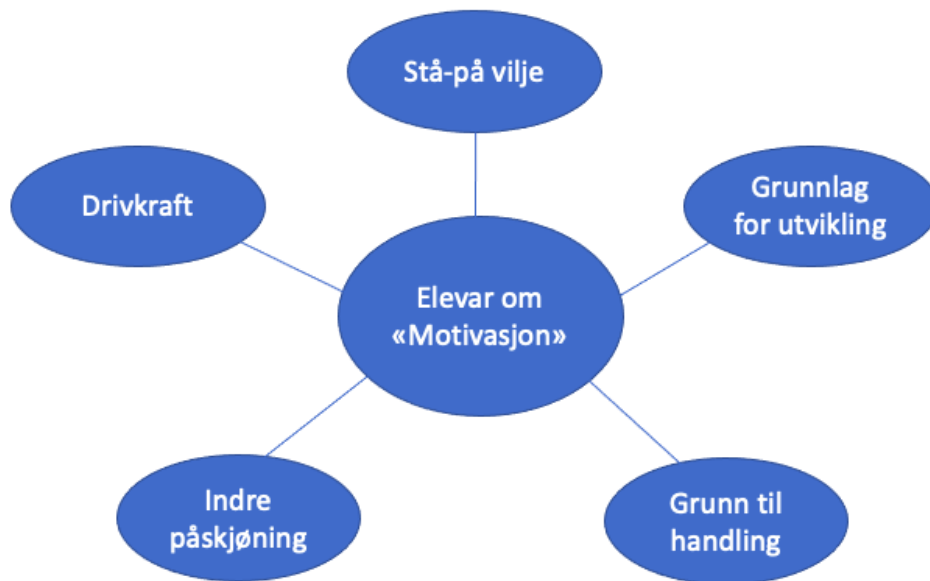 Stå-på vilje
Drivkraft
Grunnlag
for utvikling
Elevar om
«Motivasjon»
Indre
påskjøning
Grunn til
handling